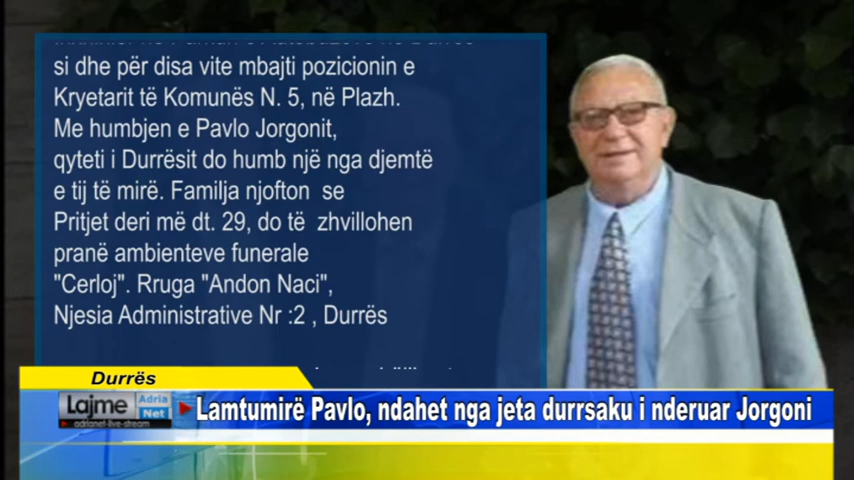 si dhe për disa vite mbajti pozicionin e
Kryetarit të Komunës N. 5, në Plazh.
Me humbjen e Pavlo Jorgonit,
qyteti i Durrësit do humb një nga djemtë
e tij të mirë. Familja njofton se
Pritjet deri më dt. 29, do të zhvillohen
pranë ambienteve funerale
"Cerloj". Rruga "Andon Naci",
Njesia Administrative Nr :2 , Durrës
Durrës
Lajme Adria Net
adrianet-live-stream
Lamtumirë Pavlo, ndahet nga jeta durrsaku i nderuar Jorgoni